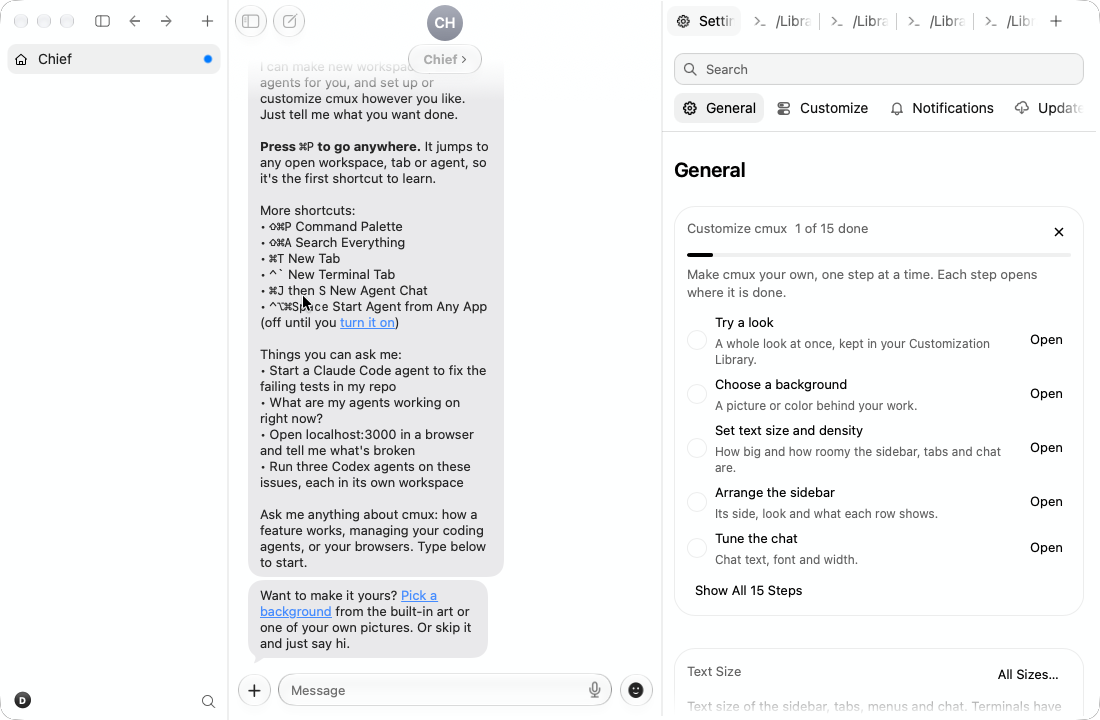 Chief
CH
Chief
I can make new workspa
agents for you, and set up or
customize cmux however you like.
Just tell me what you want done.
Press ⌘P to go anywhere. It jumps to
any open workspace, tab or agent, so
it's the first shortcut to learn.
More shortcuts:
• ⇧⌘P Command Palette
• ⇧⌘A Search Everything
• ⌘T New Tab
• ^` New Terminal Tab
• ⌘J then S New Agent Chat
• ^⌥⌘Space Start Agent from Any App
(off until you turn it on)
Things you can ask me:
• Start a Claude Code agent to fix the
failing tests in my repo
• What are my agents working on
right now?
• Open localhost:3000 in a browser
and tell me what's broken
• Run three Codex agents on these
issues, each in its own workspace
Ask me anything about cmux: how a
feature works, managing your coding
agents, or your browsers. Type below
to start.
Want to make it yours? Pick a
background from the built-in art or
one of your own pictures. Or skip it
and just say hi.
Message
D
Settin
/Libra
/Libra
/Libra
/Libr
Search
General
Customize
Notifications
Update
General
Customize cmux 1 of 15 done
Make cmux your own, one step at a time. Each step opens
where it is done.
Try a look
A whole look at once, kept in your Customization
Library.
Open
Choose a background
A picture or color behind your work.
Open
Set text size and density
How big and how roomy the sidebar, tabs and chat
are.
Open
Arrange the sidebar
Its side, look and what each row shows.
Open
Tune the chat
Chat text, font and width.
Open
Show All 15 Steps
Text Size
All Sizes...
Text size of the sidebar, tabs, menus and chat. Terminals have